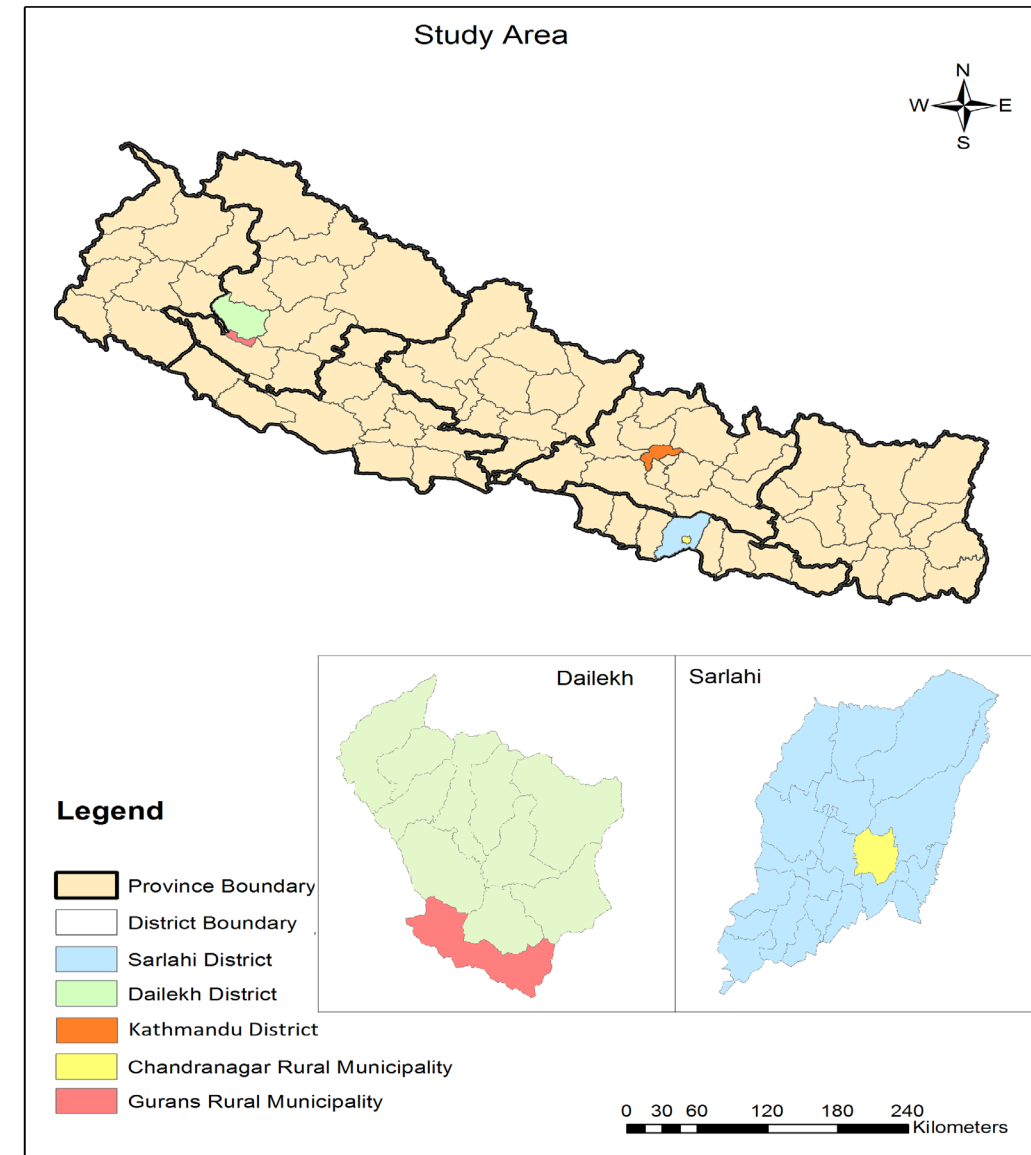 Study Area
N
W E
S
Dailekh
Sarlahi
Legend
Province Boundary
District Boundary
Sarlahi District
Dailekh District
Kathmandu District
Chandranagar Rural Municipality
Gurans Rural Municipality
0 30 60 120 180 240
Kilometers